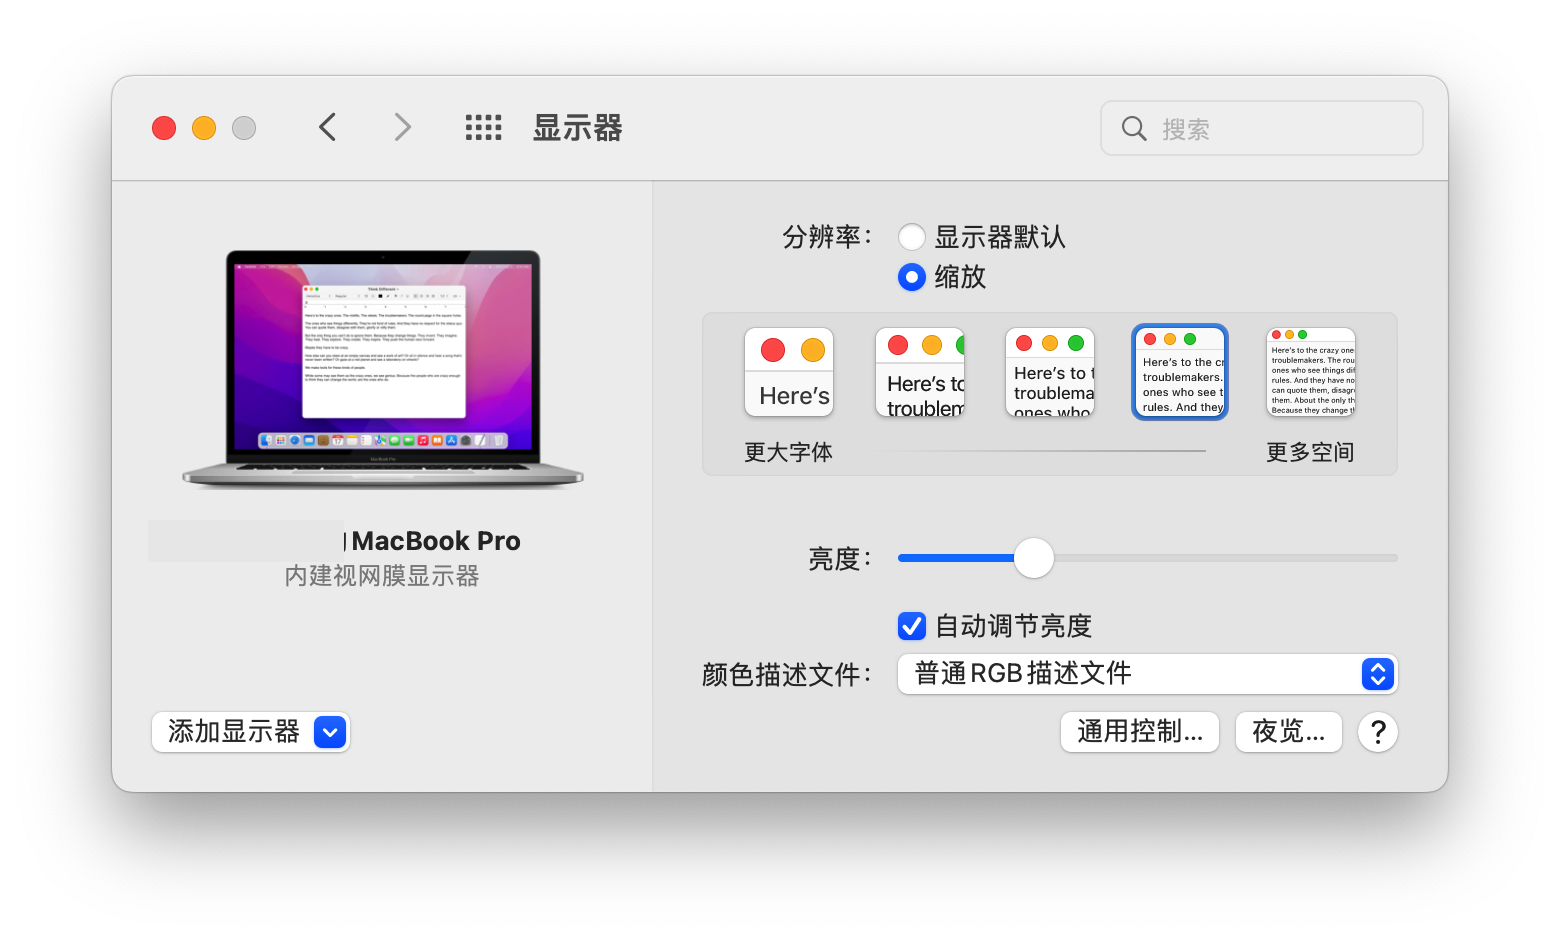 显示器
搜索
分辨率：
显示器默认
缩放
Here's
Here's to
troublem
Here's to t
troublema
ones who
Here's to the cr
troublemakers.
ones who see t
rules. And they
Here's to the crazy one
troublemakers. The rou
ones who see things dif
rules. And they have no
can quote them, disagr
them. About the only th
Because they change th
更大字体
更多空间
MacBook Pro
内建视网膜显示器
亮度：
自动调节亮度
颜色描述文件：
普通RGB描述文件
添加显示器
通用控制...
夜览...
?